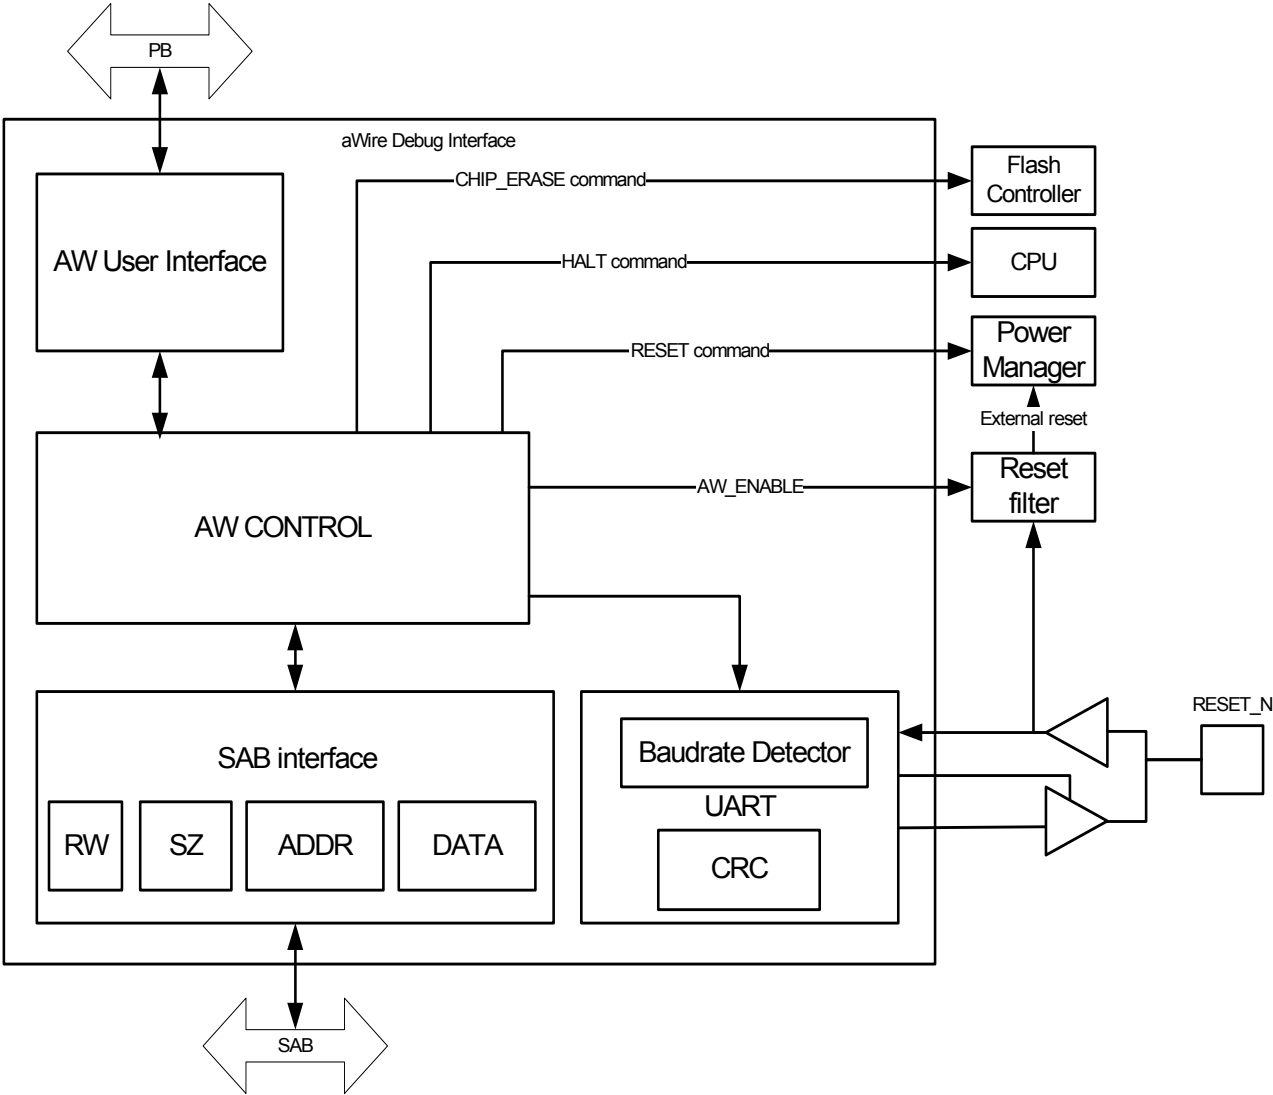 PB
aWire Debug Interface
CHIP_ERASE command
Flash
Controller
AW User Interface
HALT command
CPU
RESET command
Power
Manager
External reset
AW_ENABLE
Reset
filter
AW CONTROL
RESET_N
SAB interface
RW
SZ
ADDR
DATA
Baudrate Detector
UART
CRC
SAB